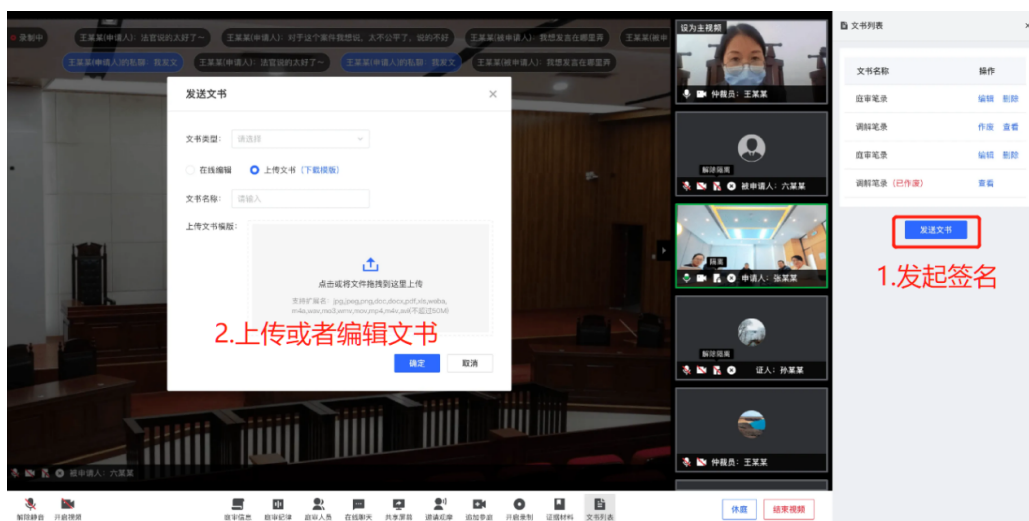 录制中
王某某(申请人)：法官说的太好了～
王某某(申请人)：对于这个案件我想说，太不公平了，说的不好
王某某(被申请人)：我想发言在哪里弄
王某某(被申
王某某(申请人)的私聊：我发文
王某某(申请人)：法官说的太好了～
王某某(申请人)的私聊：我发文
王某某(被申请人)：我想发言在哪里弄
发送文书
文书类型：
请选择
在线编辑
上传文书
(下载模版)
文书名称：
请输入
上传文书模版：
点击或将文件拖拽到这里上传
支持扩展名：jpg,jpeg,png,doc,docx,pdf,xls,waba,
m4a,wav,mp3,wmv,mov,mp4,m4v,avi(不超过50M)
2.上传或者编辑文书
确定
取消
被申请人：六某某
设为主视频
仲裁员：王某某
解除隔离
被申请人：六某某
隔离
申请人：张某某
解除隔离
证人：孙某某
仲裁员：王某某
文书列表
文书名称 操作
庭审笔录 编辑 删除
调解笔录 作废 查看
庭审笔录 编辑 删除
调解笔录（已作废） 查看
发送文书
1.发起签名
解除静音
开启视频
庭审信息
庭审纪律
庭审人员
在线聊天
共享屏幕
邀请观摩
追加参庭
开启录制
证据材料
文书列表
休庭
结束视频